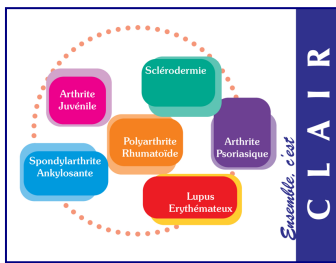 Sclérodermie
Arthrite
Juvénile
Polyarthrite
Rhumatoïde
Arthrite
Psoriasique
Spondylarthrite
Ankylosante
Lupus
Erythémateux
Ensemble, c'est
CLAIR